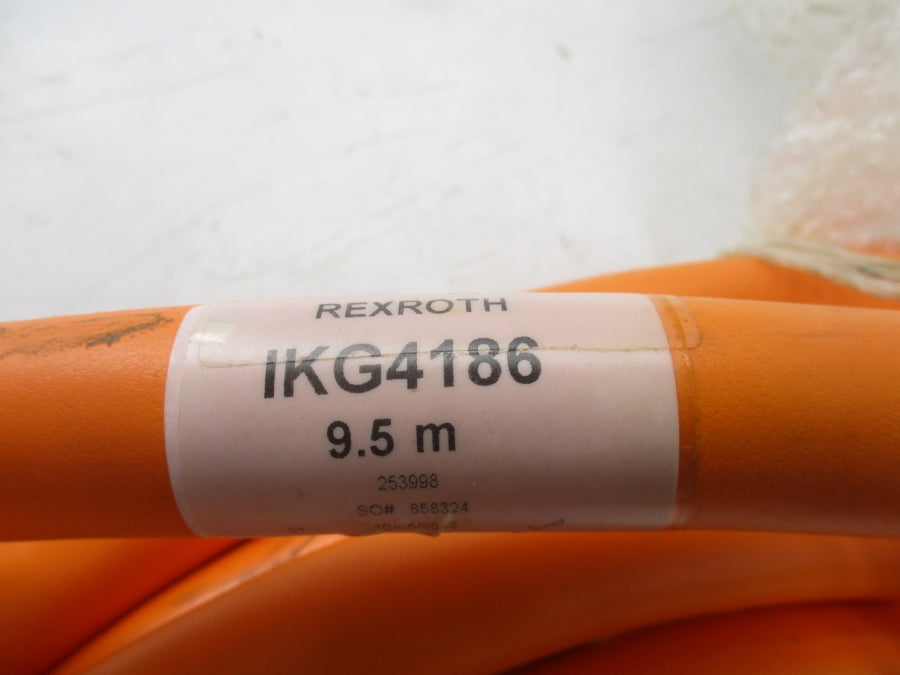 REXROTH
IKG4186
9.5 m
253998
SO# 858324